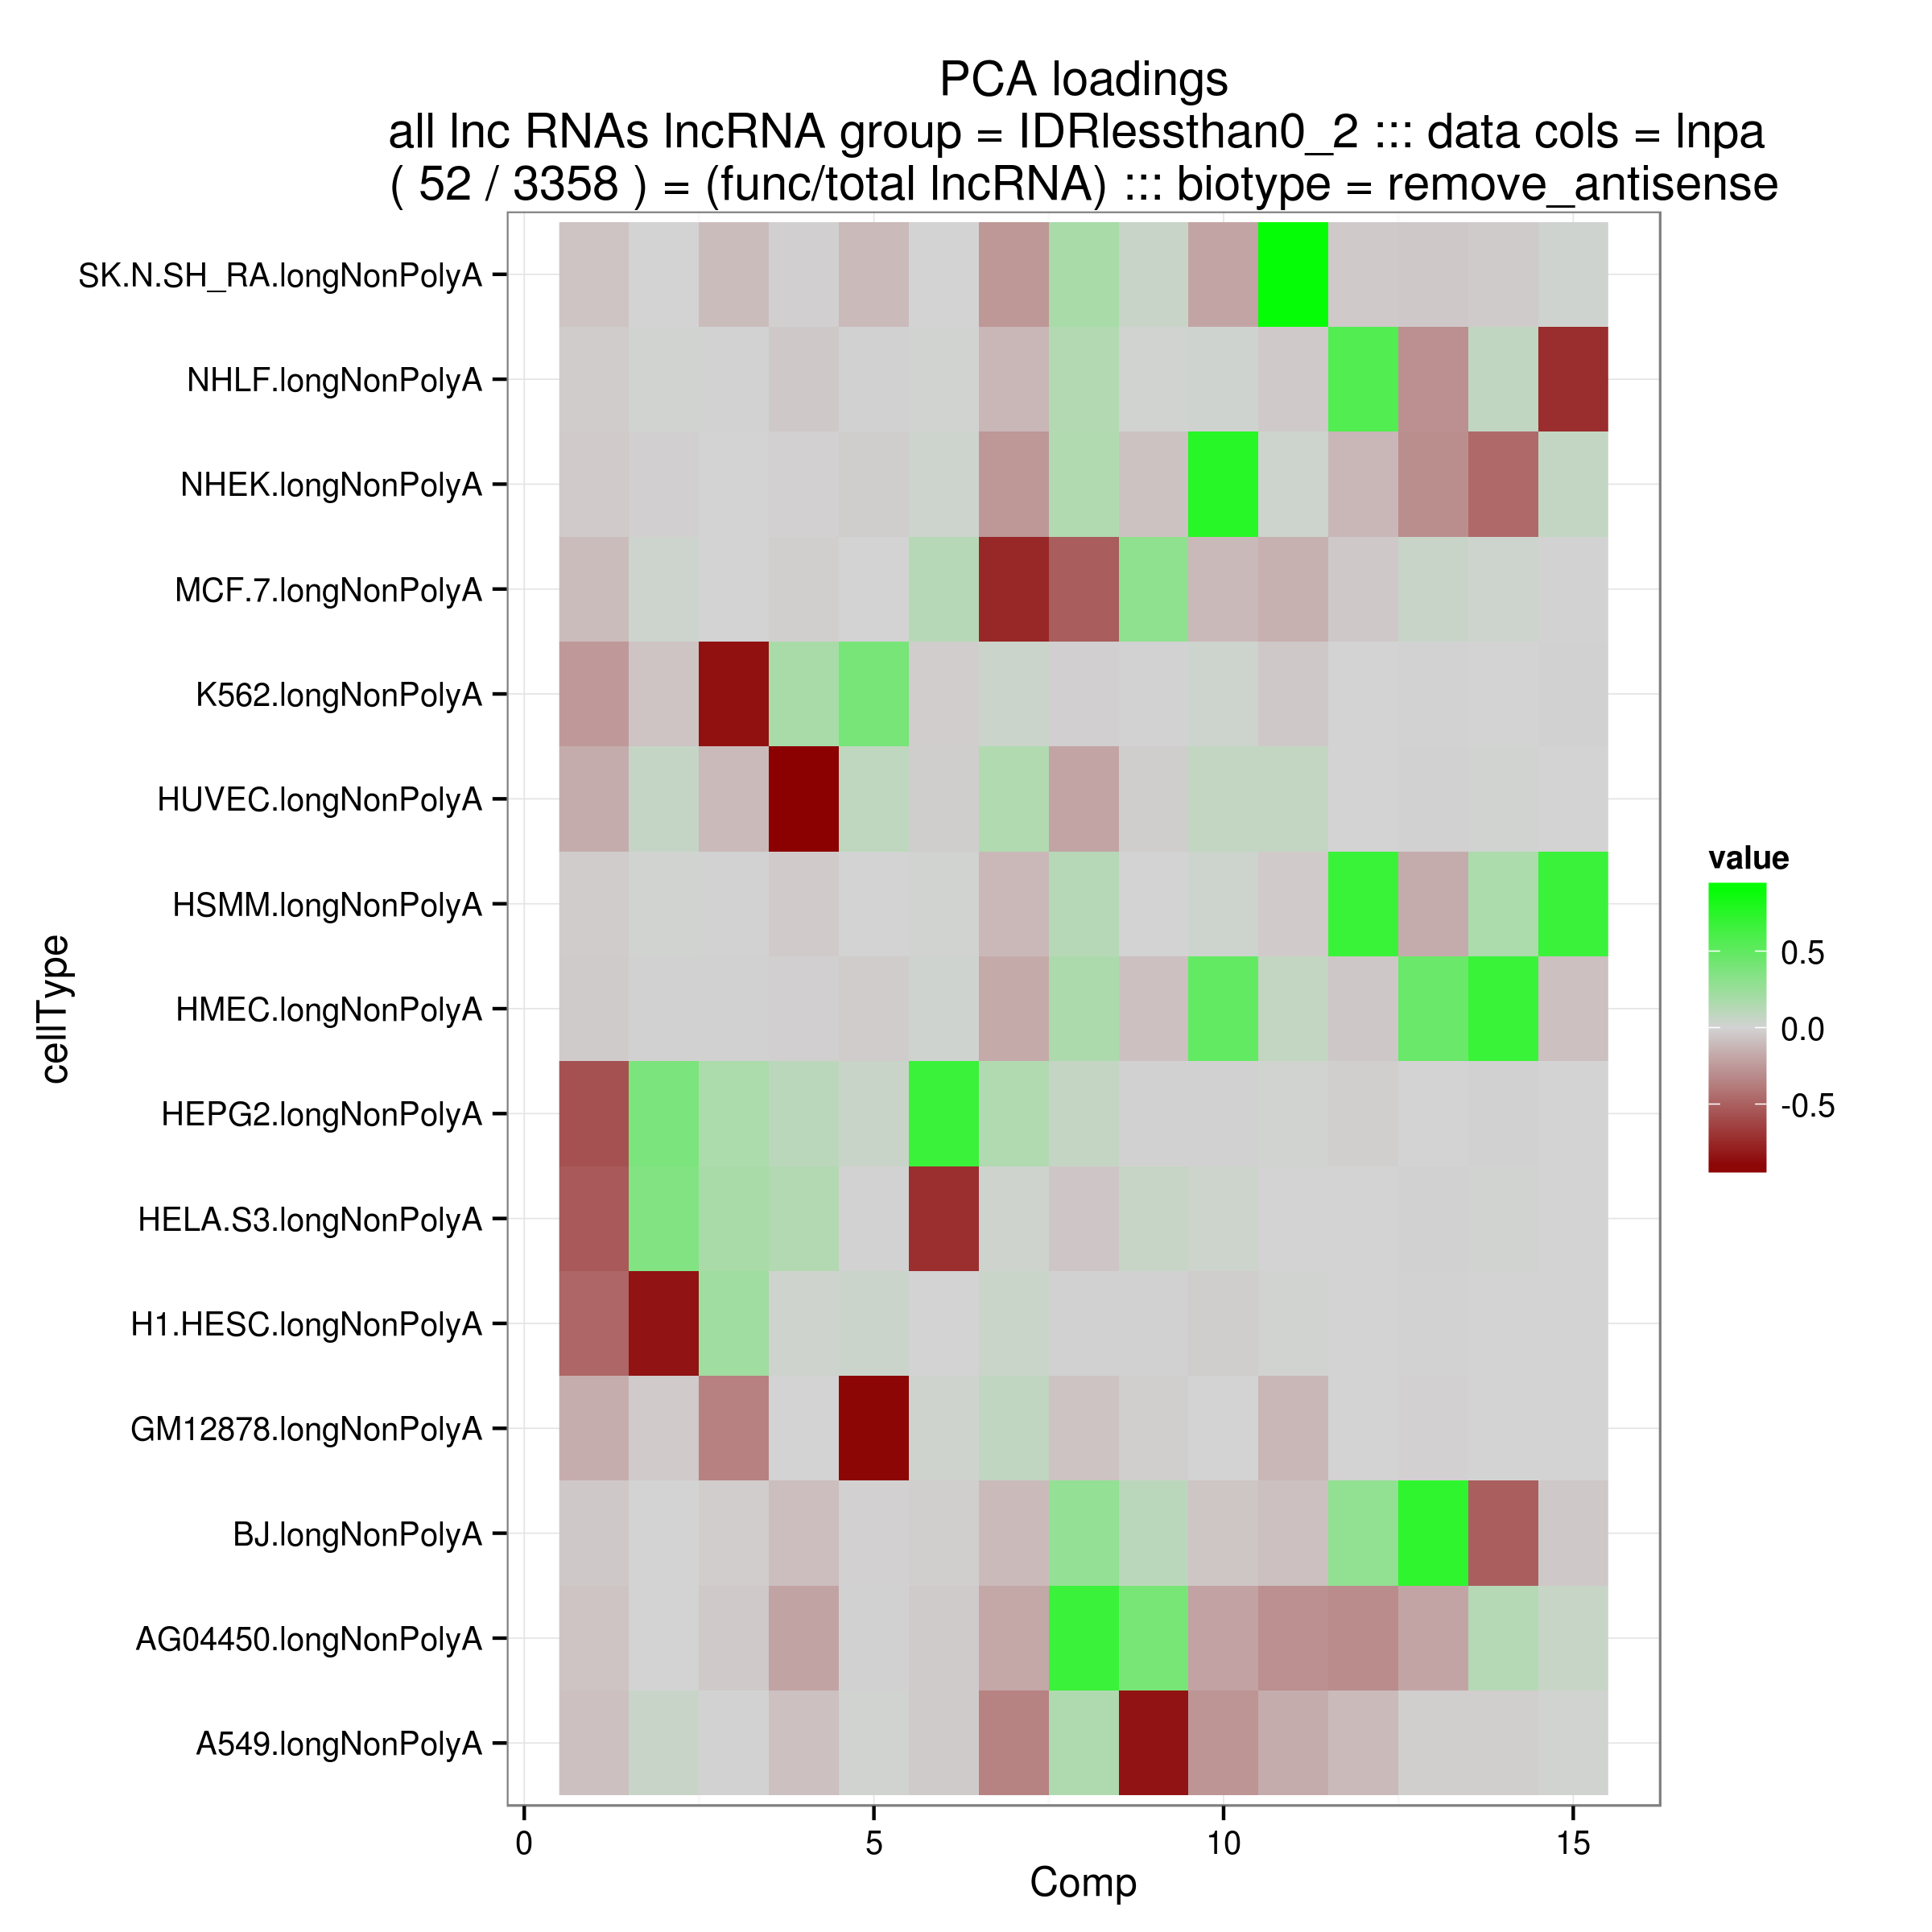 PCA loadings
all lnc RNAs lncRNA group = IDRlessthan0_2 ::: data cols = lnpa
( 52 / 3358 ) = (func/total lncRNA) ::: biotype = remove_antisense
SK.N.SH_RA.longNonPolyA
NHLF.longNonPolyA
NHEK.longNonPolyA
MCF.7.longNonPolyA
K562.longNonPolyA
HUVEC.longNonPolyA
HSMM.longNonPolyA
HMEC.longNonPolyA
HEPG2.longNonPolyA
HELA.S3.longNonPolyA
H1.HESC.longNonPolyA
GM12878.longNonPolyA
BJ.longNonPolyA
AG04450.longNonPolyA
A549.longNonPolyA
cellType
0
5
10
15
Comp
value
0.5
0.0
-0.5